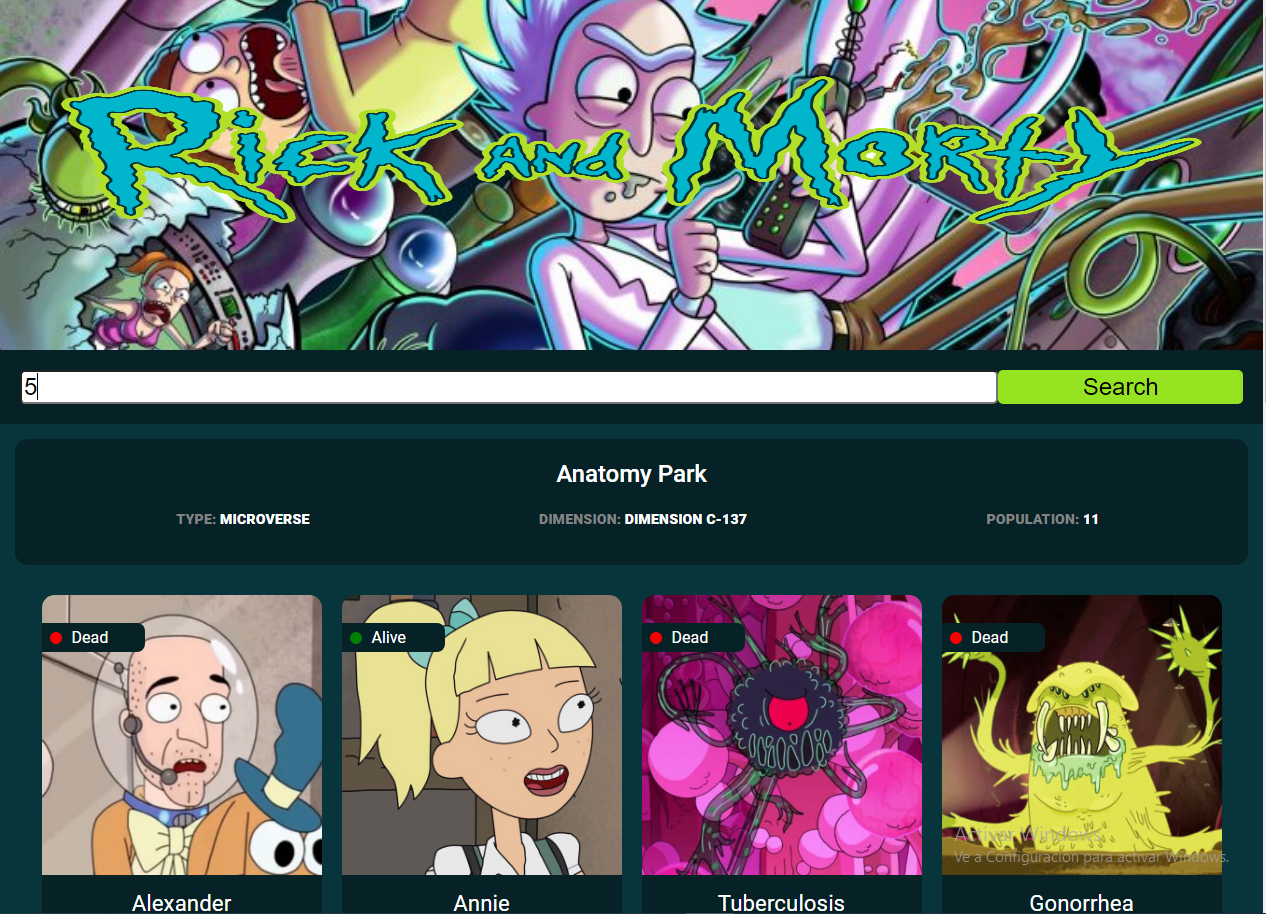 Rick and Morty
5
Search
Anatomy Park
TYPE: MICROVERSE
DIMENSION: DIMENSION C-137
POPULATION: 11
Dead
Alive
Dead
Dead
Activar Windows
Ve a Configuración para activar Windows.
Alexander
Annie
Tuberculosis
Gonorrhea